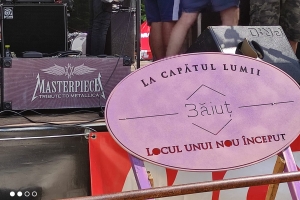 MASTERPIECE
TRIBUTE TO METALLICA
LA CAPĂTUL LUMII
Băiuț
LOCUL UNUI NOU ÎNCEPUT